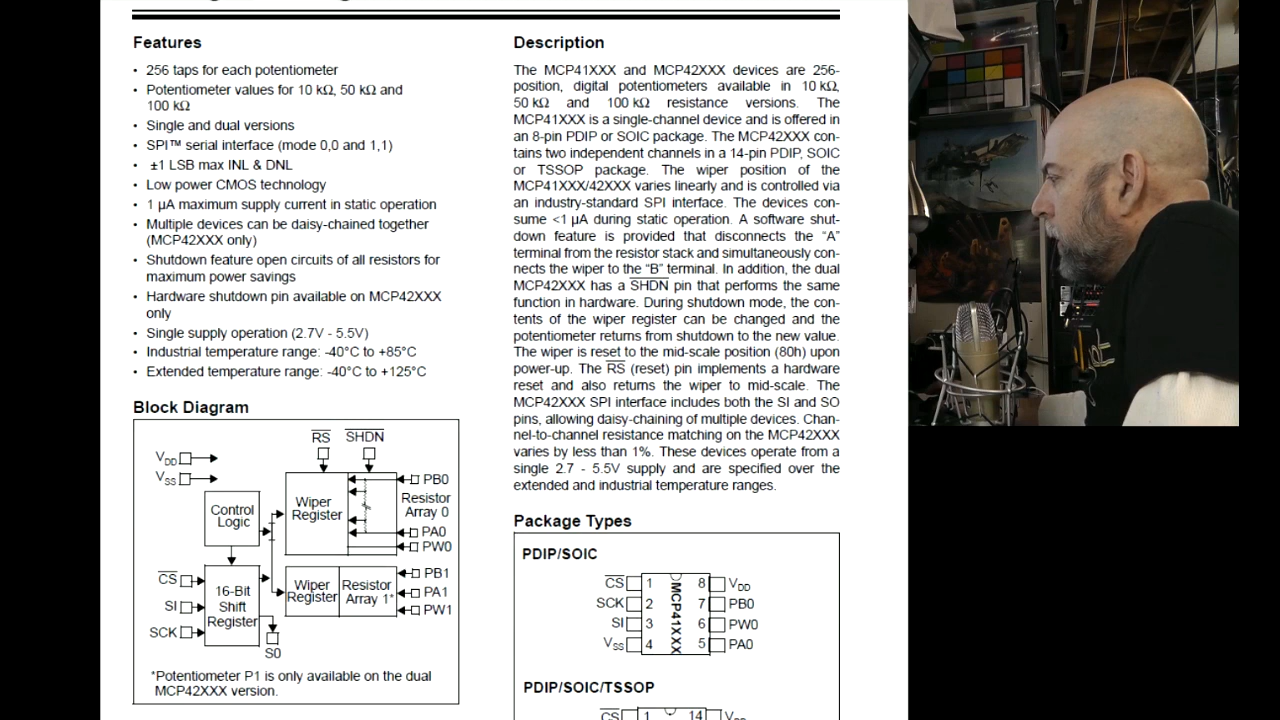 Features
• 256 taps for each potentiometer
• Potentiometer values for 10 kΩ, 50 kΩ and
100 kΩ
• Single and dual versions
• SPI™ serial interface (mode 0,0 and 1,1)
• ±1 LSB max INL & DNL
• Low power CMOS technology
• 1 µA maximum supply current in static operation
• Multiple devices can be daisy-chained together
(MCP42XXX only)
• Shutdown feature open circuits of all resistors for
maximum power savings
• Hardware shutdown pin available on MCP42XXX
only
• Single supply operation (2.7V - 5.5V)
• Industrial temperature range: -40°C to +85°C
• Extended temperature range: -40°C to +125°C
Block Diagram
RS SHDN
VDD
VSS
Control
Logic
Wiper
Register
PB0
Resistor
Array 0
PA0
PW0
CS
SI
SCK
16-Bit
Shift
Register
Wiper
Register
Resistor
Array 1*
PB1
PA1
PW1
S0
*Potentiometer P1 is only available on the dual
MCP42XXX version.
Description
The MCP41XXX and MCP42XXX devices are 256-
position, digital potentiometers available in 10 kΩ,
50 kΩ and 100 kΩ resistance versions. The
MCP41XXX is a single-channel device and is offered in
an 8-pin PDIP or SOIC package. The MCP42XXX con-
tains two independent channels in a 14-pin PDIP, SOIC
or TSSOP package. The wiper position of the
MCP41XXX/42XXX varies linearly and is controlled via
an industry-standard SPI interface. The devices con-
sume <1 µA during static operation. A software shut-
down feature is provided that disconnects the “A”
terminal from the resistor stack and simultaneously con-
nects the wiper to the “B” terminal. In addition, the dual
MCP42XXX has a SHDN pin that performs the same
function in hardware. During shutdown mode, the con-
tents of the wiper register can be changed and the
potentiometer returns from shutdown to the new value.
The wiper is reset to the mid-scale position (80h) upon
power-up. The RS (reset) pin implements a hardware
reset and also returns the wiper to mid-scale. The
MCP42XXX SPI interface includes both the SI and SO
pins, allowing daisy-chaining of multiple devices. Chan-
nel-to-channel resistance matching on the MCP42XXX
varies by less than 1%. These devices operate from a
single 2.7 - 5.5V supply and are specified over the
extended and industrial temperature ranges.
Package Types
PDIP/SOIC
CS 1 8 VDD
SCK 2 7 PB0
SI 3 6 PW0
VSS 4 5 PA0
MCP41XXX
PDIP/SOIC/TSSOP
CS 1 14 VDD